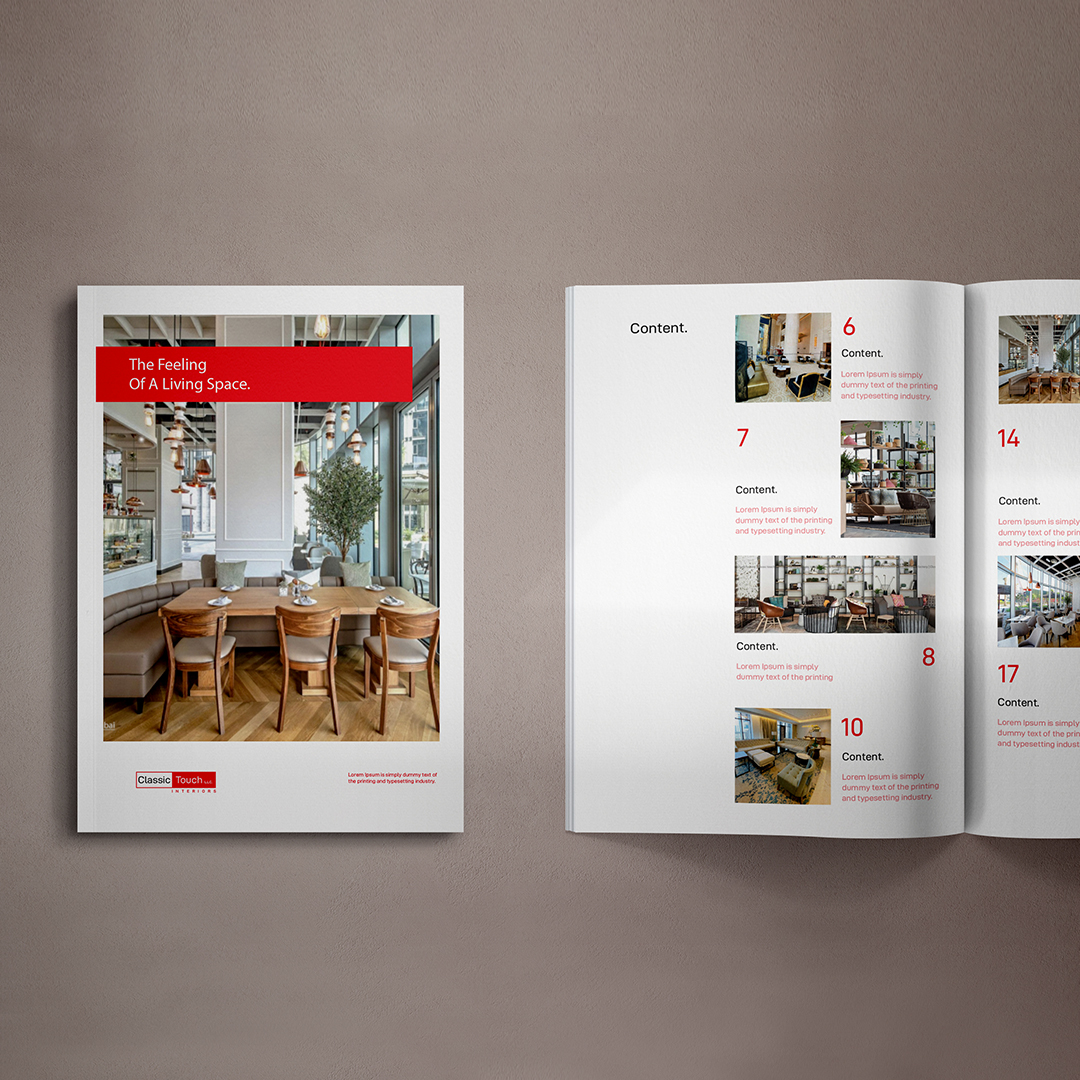 The Feeling
Of A Living Space.
bai
Classic Touch LLC
INTERIORS
Lorem Ipsum is simply dummy text of
the printing and typesetting industry.
Content.
6
Content.
Lorem Ipsum is simply
dummy text of the printing
and typesetting industry.
7
Content.
Lorem Ipsum is simply
dummy text of the printing
and typesetting industry.
Content.
8
Lorem Ipsum is simply
dummy text of the printing
10
Content.
Lorem Ipsum is simply
dummy text of the printing
and typesetting industry.
14
Content.
Lorem Ipsum is simply
dummy text of the
and typesetting indust
17
Content.
Lorem Ipsum is simply
dummy text of the
and typesetting indust